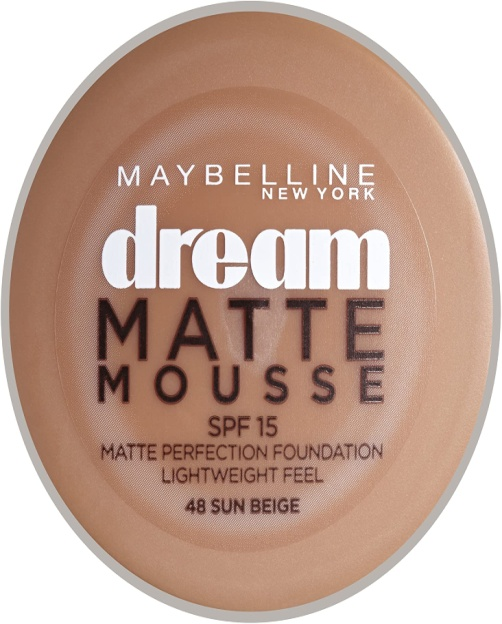 MAYBELLINE
NEW YORK
dream
MATTE
MOUSSE
SPF 15
MATTE PERFECTION FOUNDATION
LIGHTWEIGHT FEEL
48 SUN BEIGE